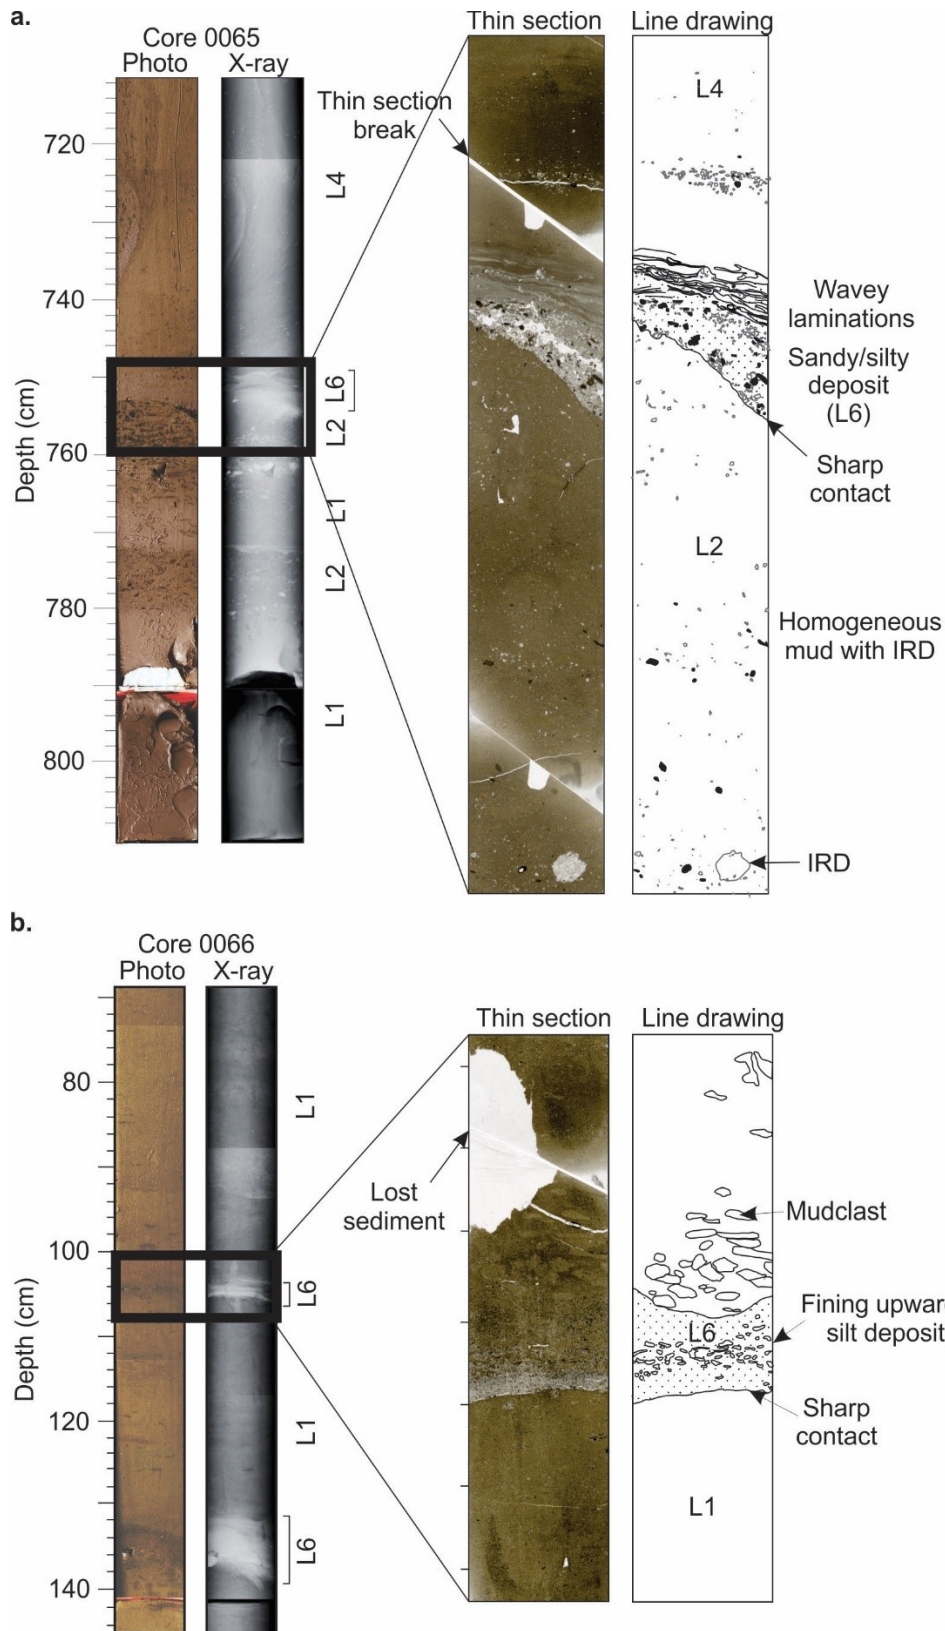 a.
Core 0065
Photo
X-ray
Thin section
Line drawing
Depth (cm)
720
740
760
780
800
L4
L6
L2
L1
L2
L1
Thin section
break
L4
Wavey
laminations
Sandy/silty
deposit
(L6)
Sharp
contact
L2
Homogeneous
mud with IRD
IRD
b.
Core 0066
Photo
X-ray
Thin section
Line drawing
Depth (cm)
80
100
120
140
L1
L6
L1
L6
Lost
sediment
Mudclast
L6
Fining upward
silt deposit
Sharp
contact
L1